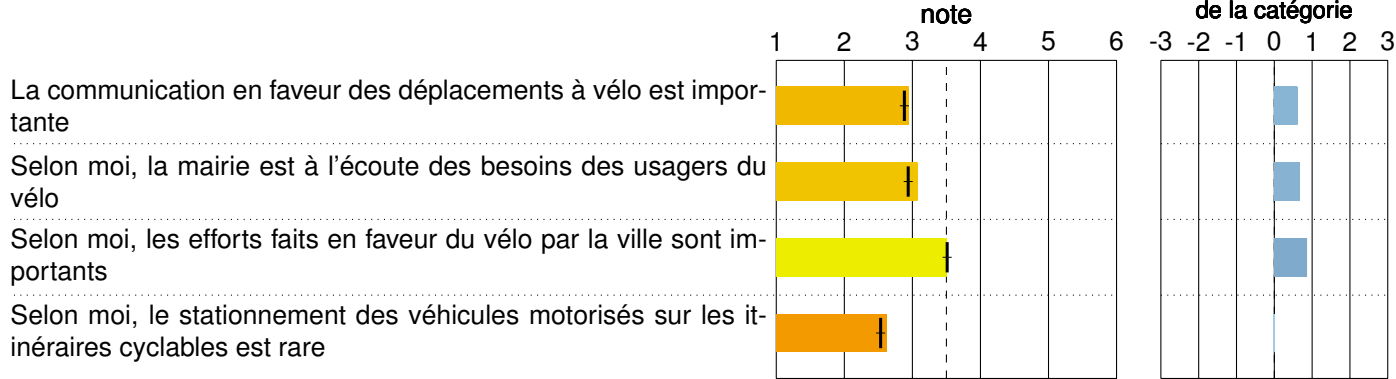 note
de la catégorie
1 2 3 4 5 6
-3 -2 -1 0 1 2 3
La communication en faveur des déplacements à vélo est impor-
tante
Selon moi, la mairie est à l'écoute des besoins des usagers du
vélo
Selon moi, les efforts faits en faveur du vélo par la ville sont im-
portants
Selon moi, le stationnement des véhicules motorisés sur les it-
inéraires cyclables est rare